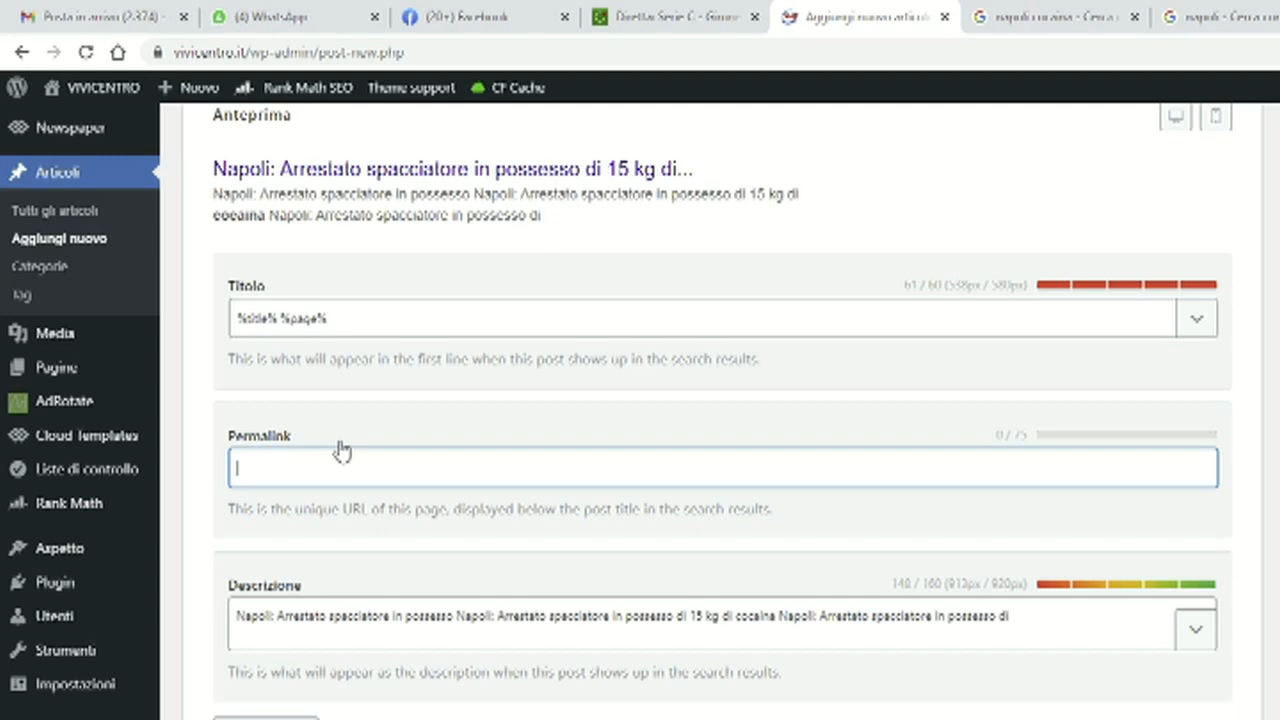 Posta in arrivo (2.374) -
(4) WhatsApp
(20+) Facebook
Diretta Serie C - Girone
Aggiungi nuovo articolo
napoli cocaina - Cerca c
napoli - Cerca con
vivicentro.it/wp-admin/post-new.php
VIVICENTRO
Nuovo
Rank Math SEO
Theme support
CF Cache
Newspaper
Articoli
Tutti gli articoli
Aggiungi nuovo
Categorie
Tag
Media
Pagine
AdRotate
Cloud Templates
Liste di controllo
Rank Math
Aspetto
Plugin
Utenti
Strumenti
Impostazioni
Anteprima
Napoli: Arrestato spacciatore in possesso di 15 kg di...
Napoli: Arrestato spacciatore in possesso Napoli: Arrestato spacciatore in possesso di 15 kg di
cocaina Napoli: Arrestato spacciatore in possesso di
Titolo
61 / 60 (538px / 580px)
%title% %page%
This is what will appear in the first line when this post shows up in the search results.
Permalink
0 / 75
This is the unique URL of this page, displayed below the post title in the search results.
Descrizione
148 / 160 (913px / 920px)
Napoli: Arrestato spacciatore in possesso Napoli: Arrestato spacciatore in possesso di 15 kg di cocaina Napoli: Arrestato spacciatore in possesso di
This is what will appear as the description when this post shows up in the search results.